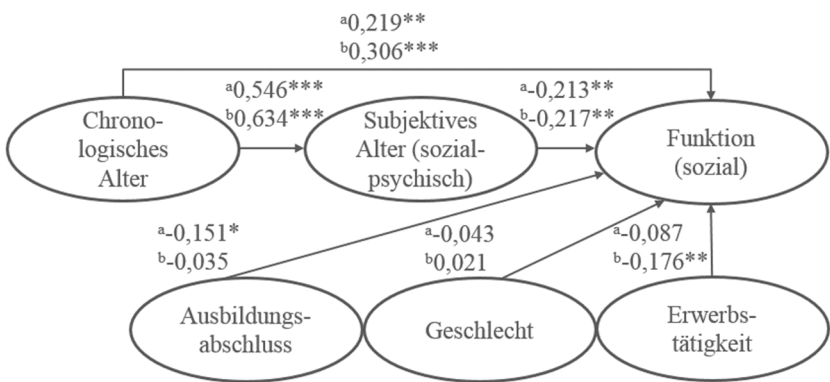 ᵃ0,219**
ᵇ0,306***
ᵃ0,546***
ᵇ0,634***
ᵃ-0,213**
ᵇ-0,217**
Chrono-
logisches
Alter
Subjektives
Alter (sozial-
psychisch)
Funktion
(sozial)
ᵃ-0,151*
ᵇ-0,035
ᵃ-0,043
ᵇ0,021
ᵃ-0,087
ᵇ-0,176**
Ausbildungs-
abschluss
Geschlecht
Erwerbs-
tätigkeit